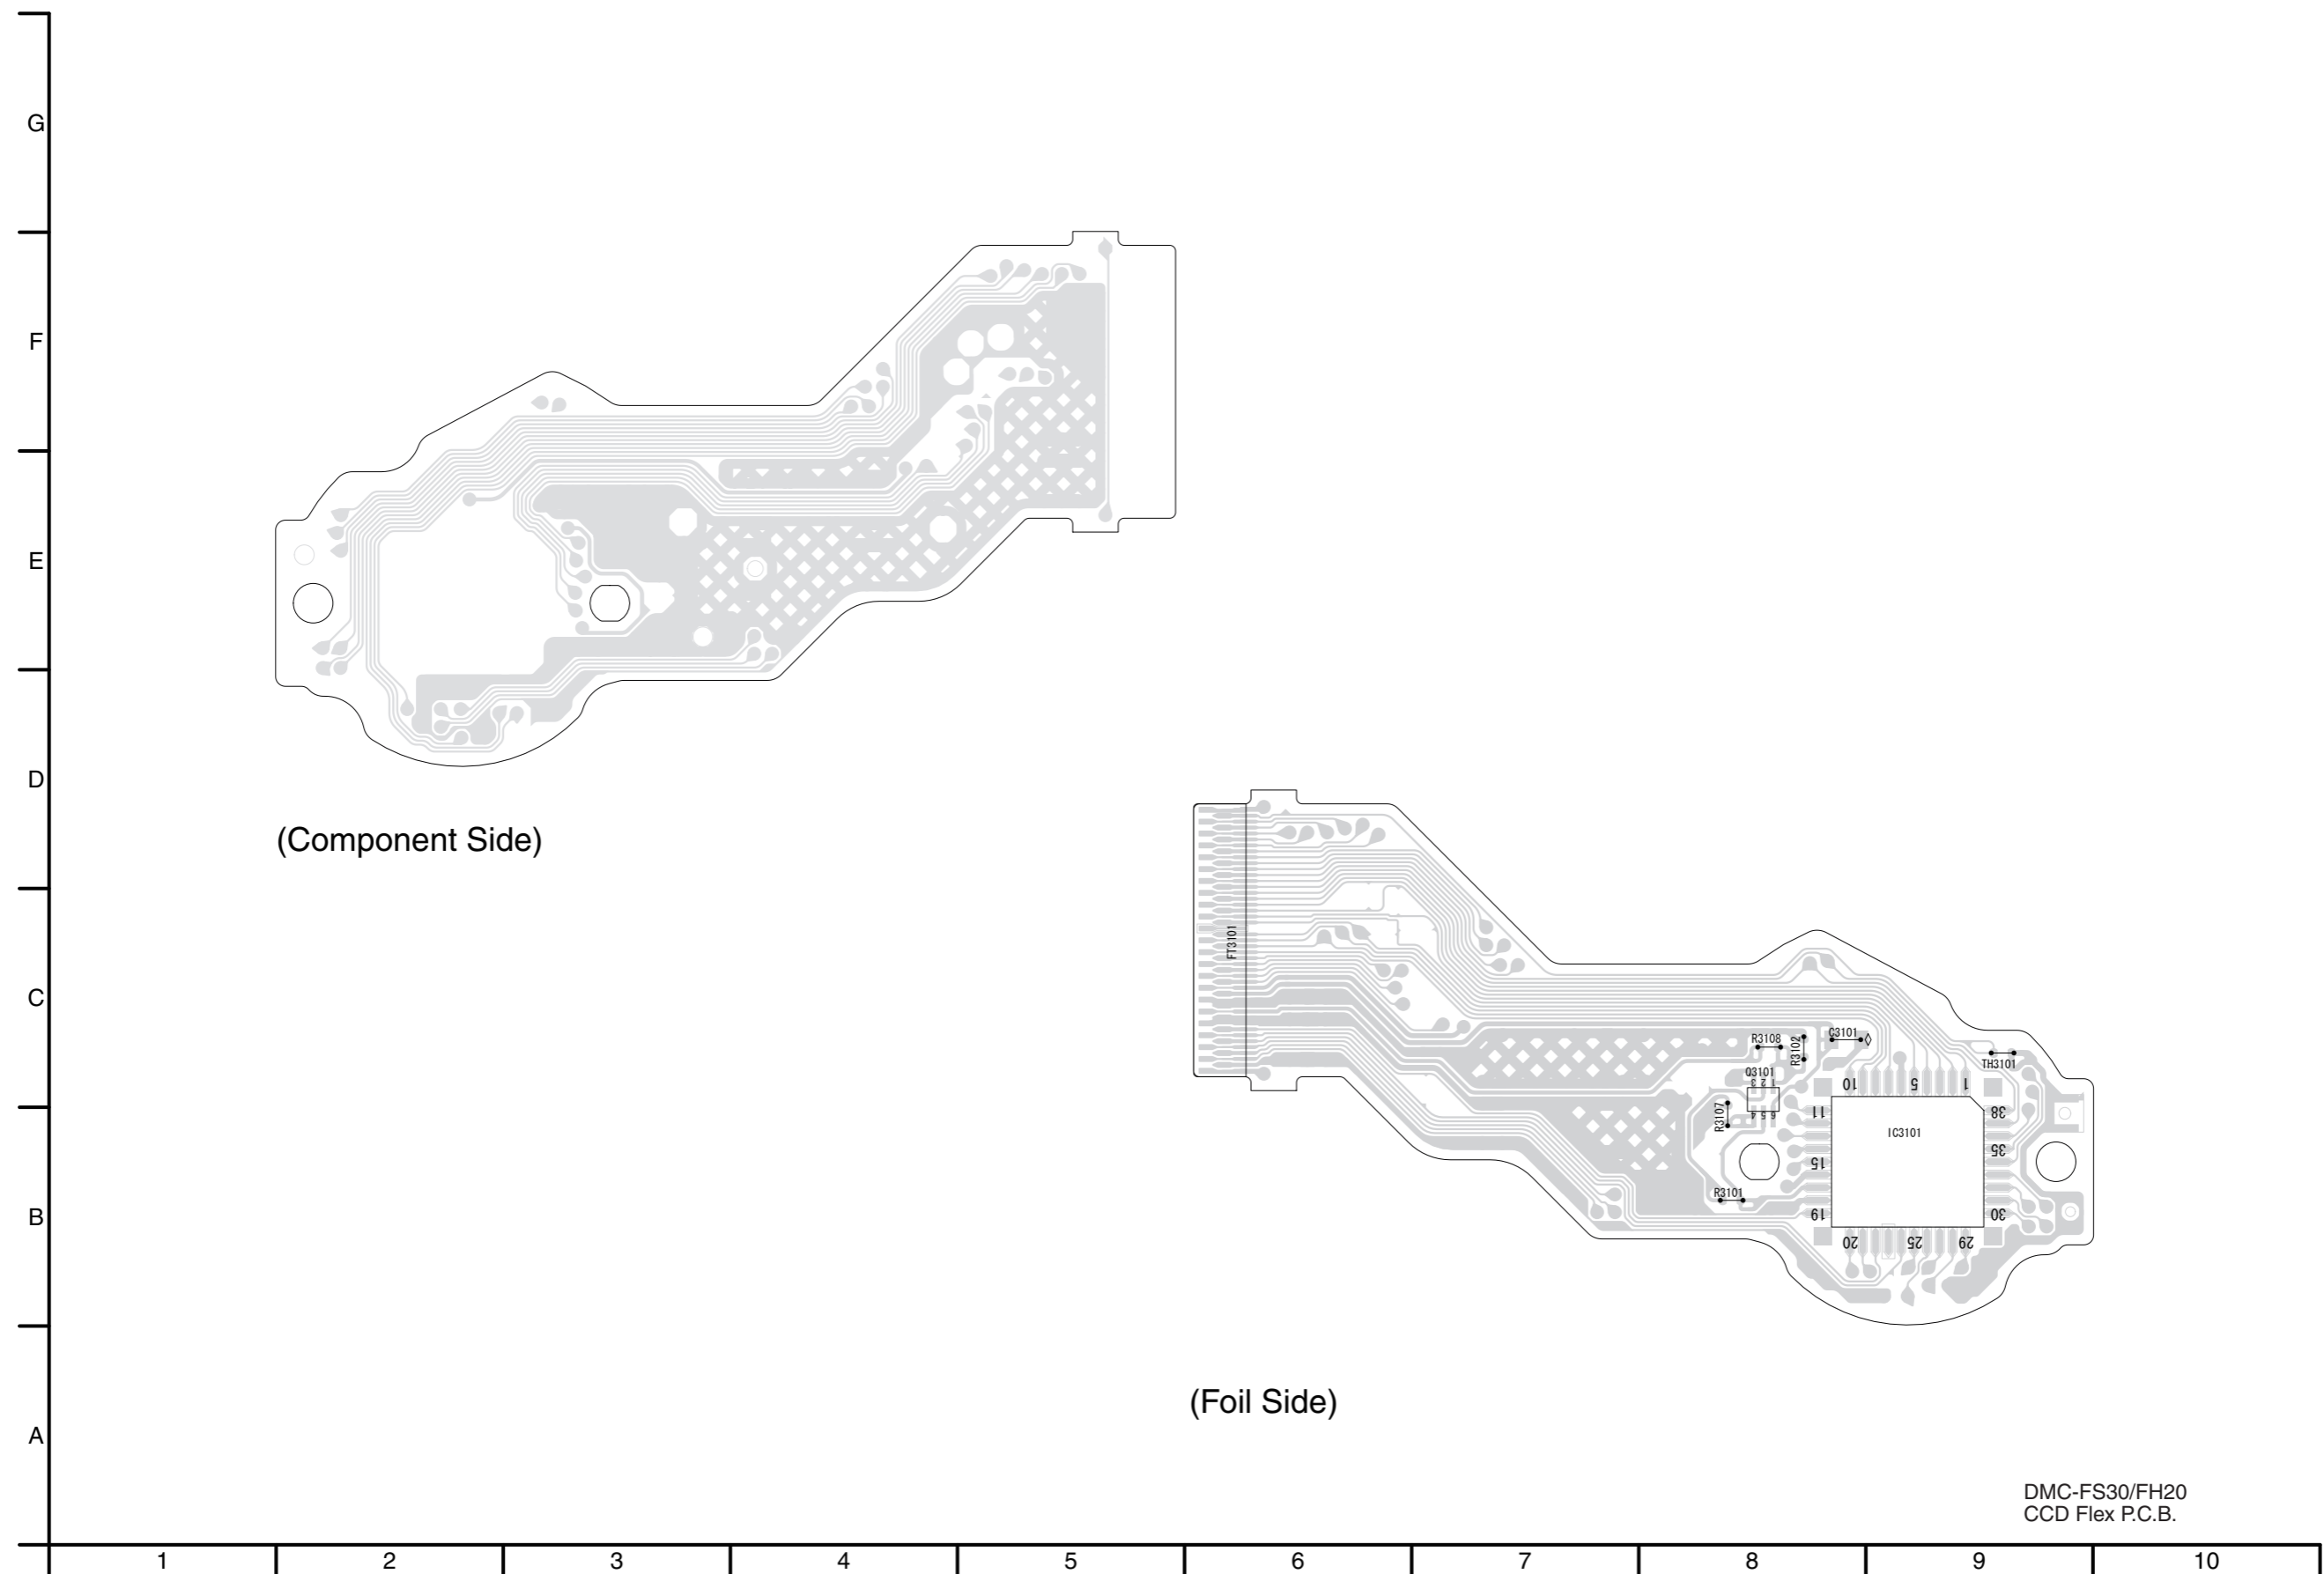 G
F
E
D
(Component Side)
FT3101
C
R3108
R3102
C3101
TH3101
Q3101
3 2 1
10
5
1
4 5 6
R3107
11
38
IC3101
15
35
R3101
19
30
B
20
25
29
(Foil Side)
A
DMC-FS30/FH20
CCD Flex P.C.B.
1 2 3 4 5 6 7 8 9 10